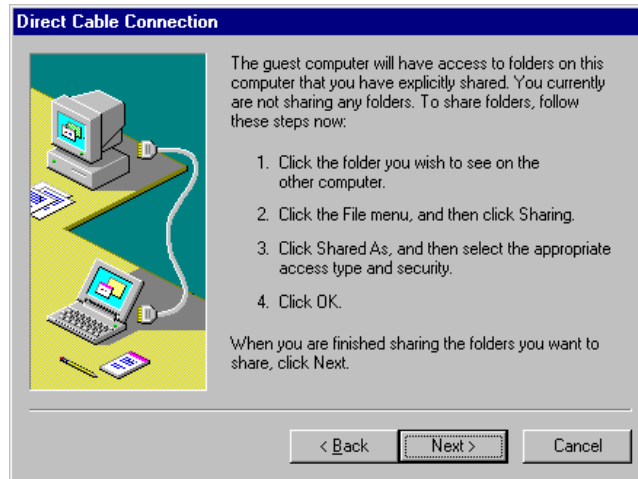 Direct Cable Connection
The guest computer will have access to folders on this
computer that you have explicitly shared. You currently
are not sharing any folders. To share folders, follow
these steps now:
1. Click the folder you wish to see on the
other computer.
2. Click the File menu, and then click Sharing.
3. Click Shared As, and then select the appropriate
access type and security.
4. Click OK.
When you are finished sharing the folders you want to
share, click Next.
< Back
Next >
Cancel